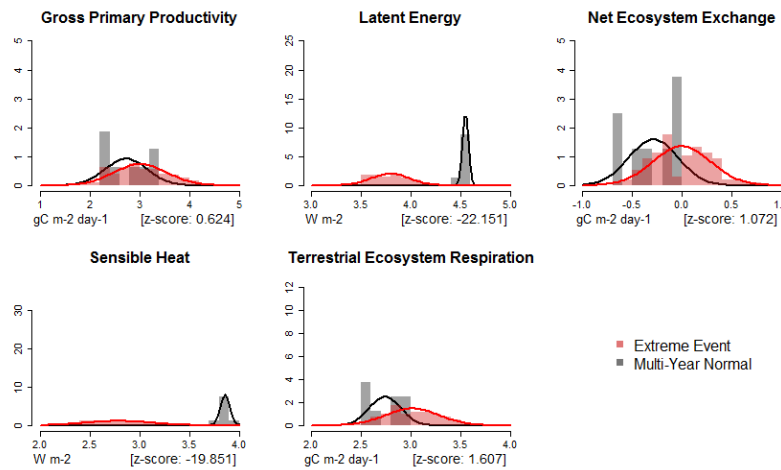 Gross Primary Productivity
5
4
3
2
1
0
1 2 3 4 5
gC m-2 day-1 [z-score: 0.624]
Latent Energy
25
20
15
10
5
0
3.0 3.5 4.0 4.5 5.0
W m-2 [z-score: -22.151]
Net Ecosystem Exchange
5
4
3
2
1
0
-1.0 -0.5 0.0 0.5
gC m-2 day-1 [z-score: 1.072]
Sensible Heat
30
20
10
0
2.0 2.5 3.0 3.5 4.0
W m-2 [z-score: -19.851]
Terrestrial Ecosystem Respiration
12
10
8
6
4
2
0
2.0 2.5 3.0 3.5 4.0
gC m-2 day-1 [z-score: 1.607]
Extreme Event
Multi-Year Normal